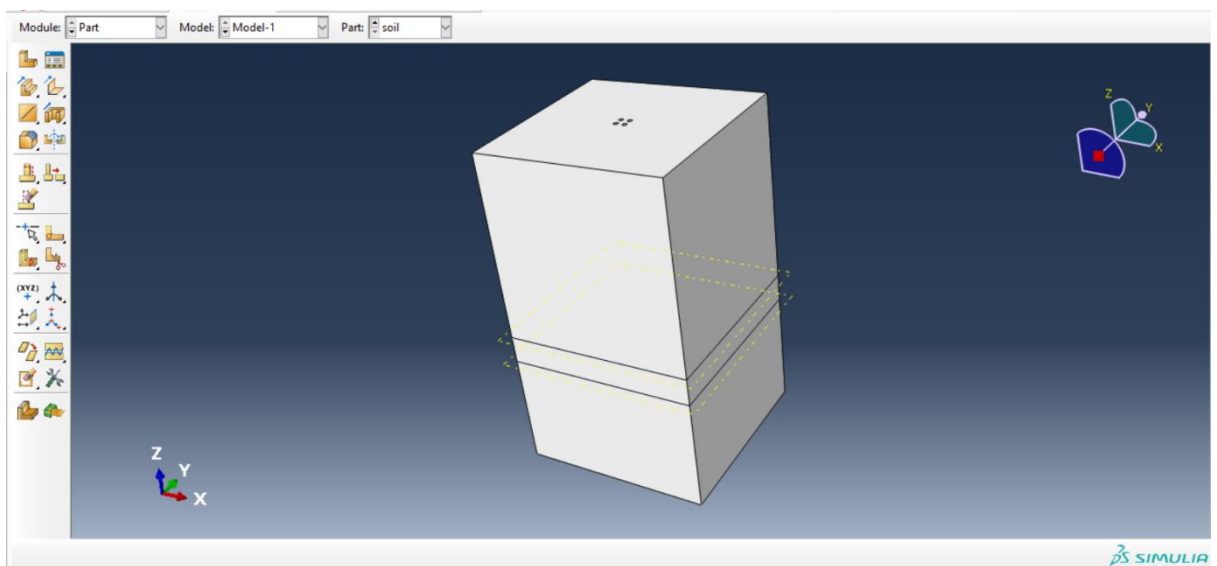 Module: Part Model: Model-1 Part: soil
Z
Y
X
(XYZ)
Z
Y
X
SIMULIA